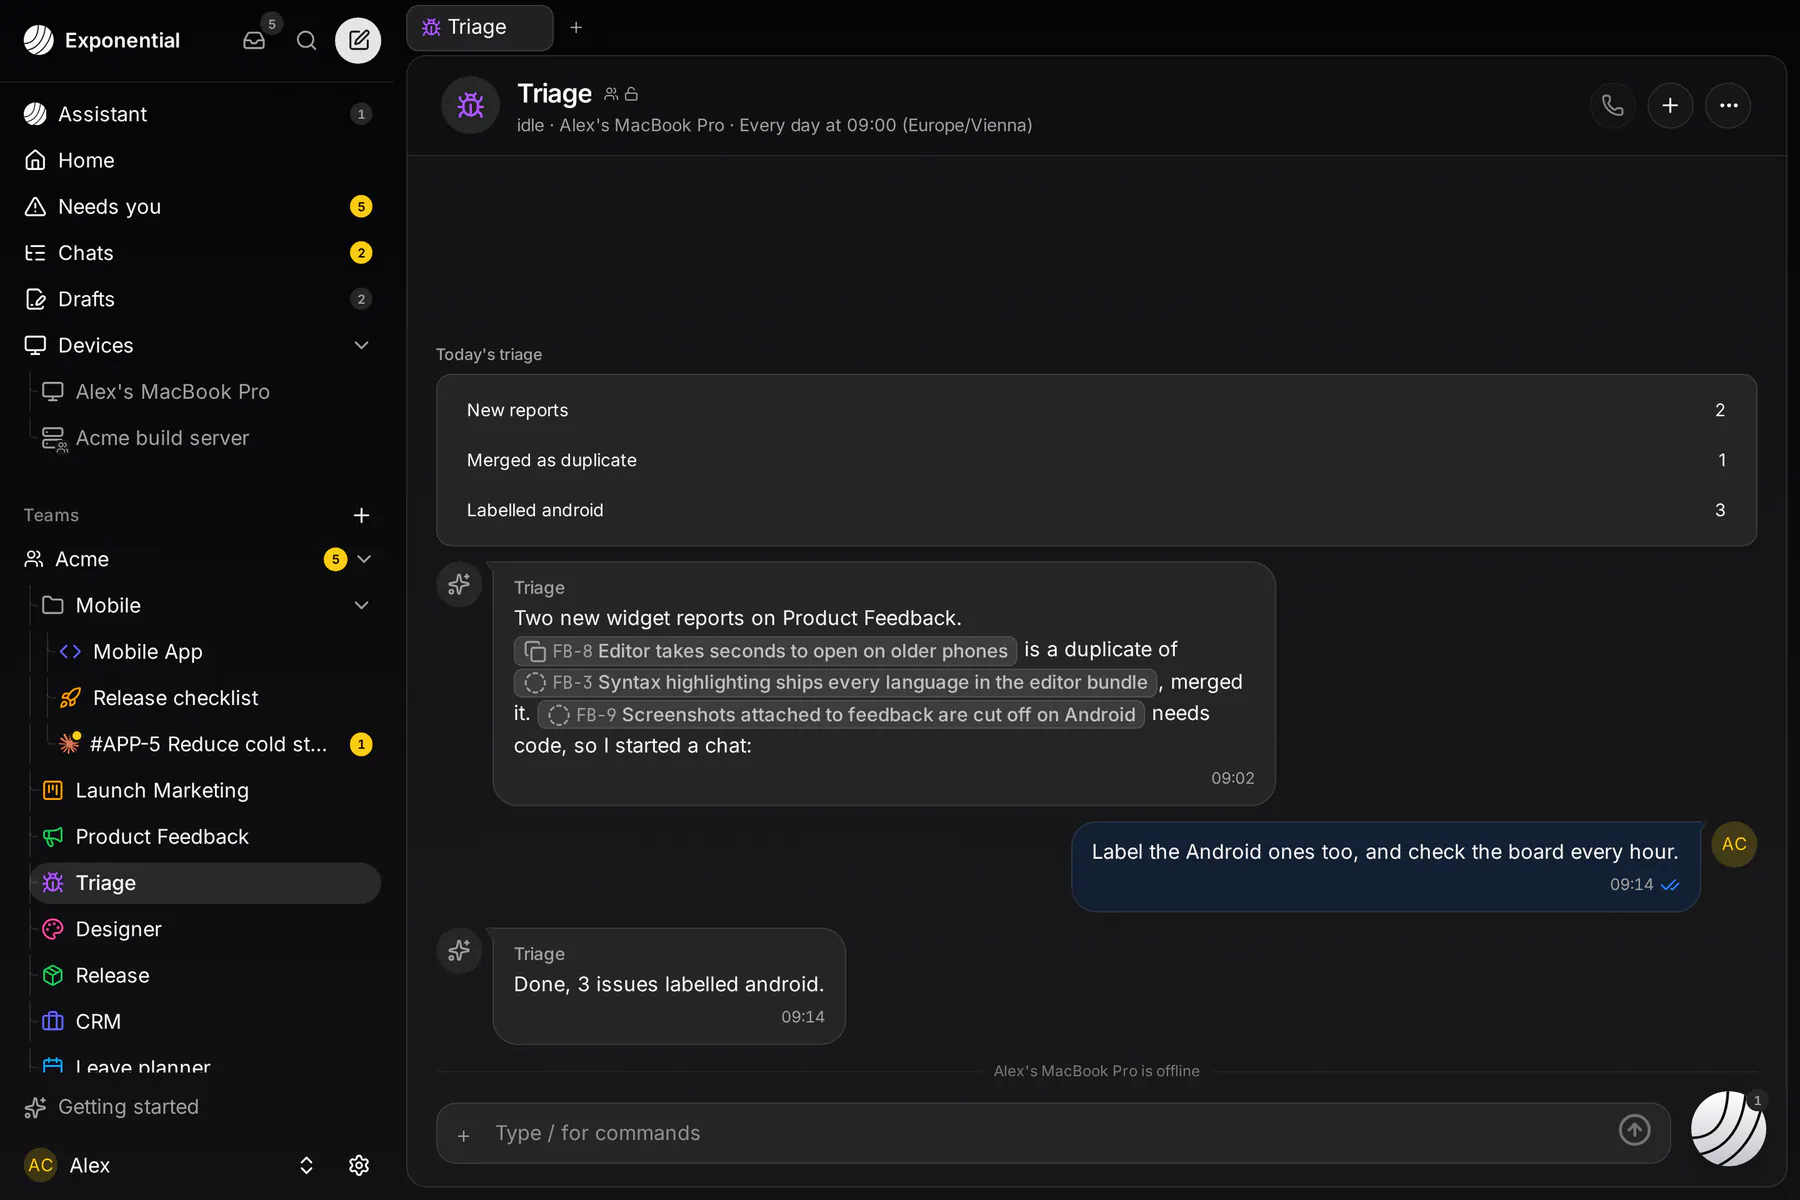 Exponential
5
Assistant
1
Home
Needs you
5
Chats
2
Drafts
2
Devices
Alex's MacBook Pro
Acme build server
Teams
Acme
5
Mobile
Mobile App
Release checklist
#APP-5 Reduce cold st...
1
Launch Marketing
Product Feedback
Triage
Designer
Release
CRM
Leave planner
Getting started
AC
Alex
Triage
Triage
idle · Alex's MacBook Pro · Every day at 09:00 (Europe/Vienna)
Today's triage
New reports
2
Merged as duplicate
1
Labelled android
3
Triage
Two new widget reports on Product Feedback.
FB-8 Editor takes seconds to open on older phones is a duplicate of
FB-3 Syntax highlighting ships every language in the editor bundle , merged
it. FB-9 Screenshots attached to feedback are cut off on Android needs
code, so I started a chat:
09:02
Label the Android ones too, and check the board every hour.
09:14
AC
Triage
Done, 3 issues labelled android.
09:14
Alex's MacBook Pro is offline
Type / for commands
1